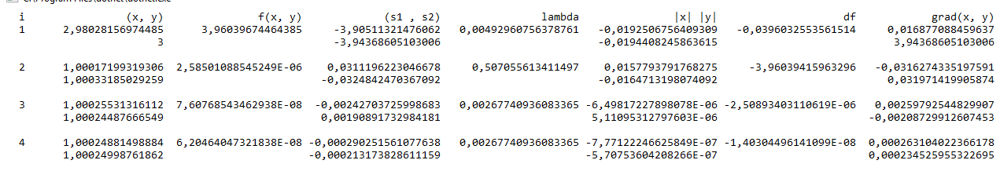 i (x, y) f(x, y) (s1 , s2) lambda |x| |y| df grad(x, y)
1 2,98028156974485 3,96039674464385 -3,90511321476062 0,00492960756378761 -0,0192506756409309 -0,0396032553561514 0,016877088459637
3 -3,94368605103006 -0,0194408245863615 3,94368605103006
2 1,00017199319306 2,58501088545249E-06 0,0311196223046678 0,507055613411497 0,0157793791768275 -3,96039415963296 -0,0316274335197591
1,00033185029259 -0,0324842470367092 -0,0164713198074092 0,031971419905874
3 1,00025531316112 7,60768543462938E-08 -0,00242703725998683 0,00267740936083365 -6,49817227898078E-06 -2,50893403110619E-06 0,00259792544829907
1,00024487666549 0,00190891732984181 5,11095312797603E-06 -0,00208729912607453
4 1,00024881498884 6,20464047321838E-08 -0,000290251561077638 0,00267740936083365 -7,77122246625849E-07 -1,40304496141099E-08 0,000263104022366178
1,00024998761862 -0,000213173828611159 -5,70753604208266E-07 0,000234525955322695